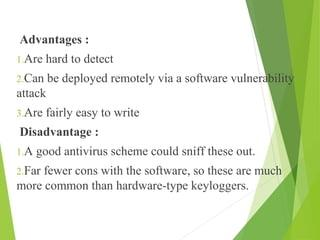 Advantages :
1.Are hard to detect
2.Can be deployed remotely via a software vulnerability
attack
3.Are fairly easy to write
Disadvantage :
1.A good antivirus scheme could sniff these out.
2.Far fewer cons with the software, so these are much
more common than hardware-type keyloggers.